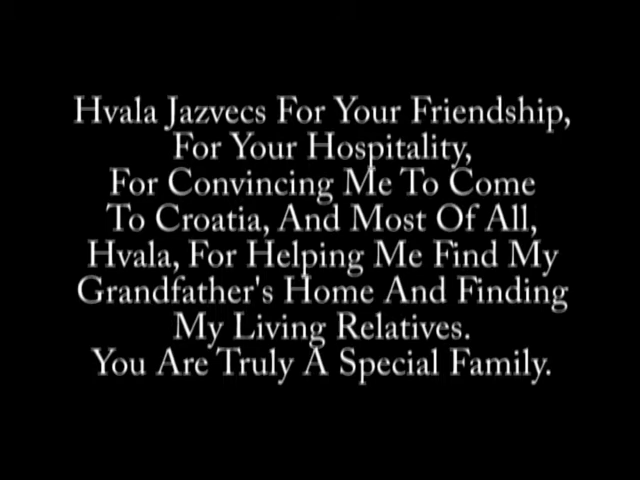 Hvala Jazvecs For Your Friendship,
For Your Hospitality,
For Convincing Me To Come
To Croatia, And Most Of All,
Hvala, For Helping Me Find My
Grandfather's Home And Finding
My Living Relatives.
You Are Truly A Special Family.